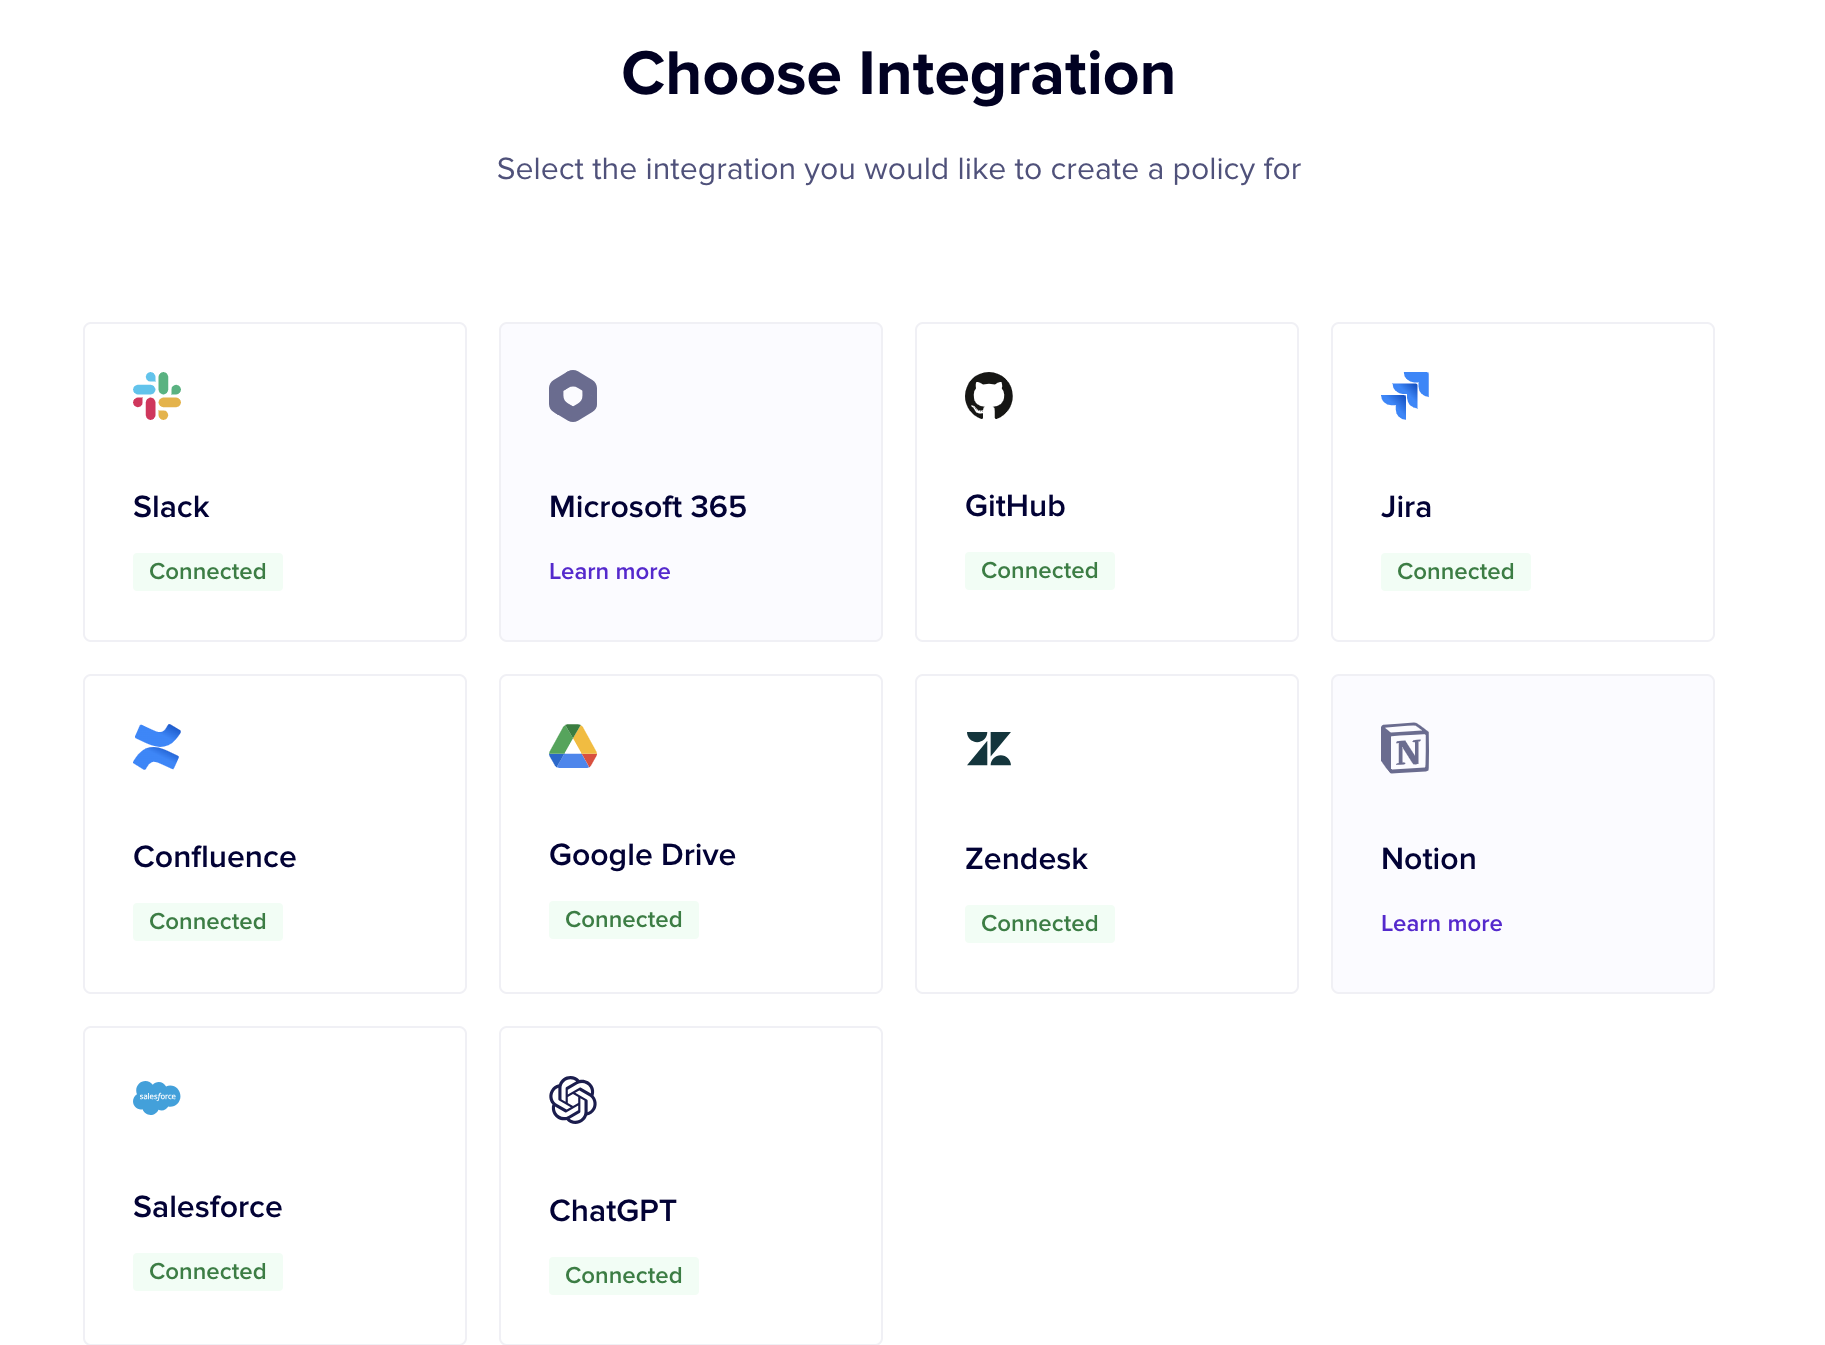 Choose Integration
Select the integration you would like to create a policy for
Slack
Connected
Microsoft 365
Learn more
GitHub
Connected
Jira
Connected
Confluence
Connected
Google Drive
Connected
Zendesk
Connected
N
Notion
Learn more
salesforce
Salesforce
Connected
ChatGPT
Connected